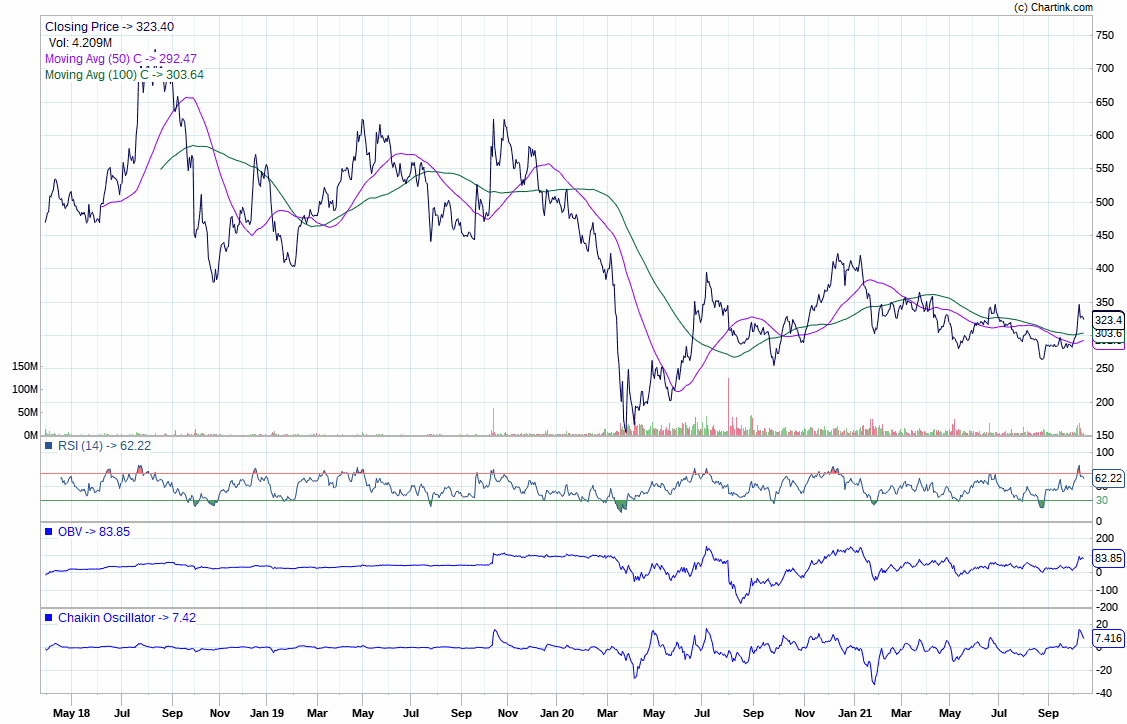 (c) Chartink.com
Closing Price -> 323.40
Vol: 4.209M
Moving Avg (50) C -> 292.47
Moving Avg (100) C -> 303.64
750
700
650
600
550
500
450
400
350
323.4
303.6
250
200
150
150M
100M
50M
0M
RSI (14) -> 62.22
100
62.22
30
0
OBV -> 83.85
200
83.85
0
-100
-200
Chaikin Oscillator -> 7.42
20
7.416
-20
-40
May 18 Jul Sep Nov Jan 19 Mar May Jul Sep Nov Jan 20 Mar May Jul Sep Nov Jan 21 Mar May Jul Sep